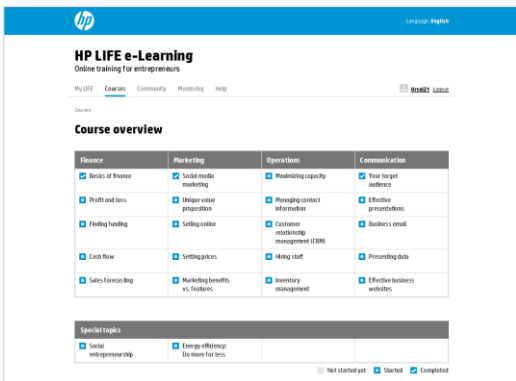 hp
Language: English
HP LIFE e-Learning
Online training for entrepreneurs
My LIFE Courses Community Mentoring Help
Logout
Courses
Course overview
Finance Marketing Operations Communication
Basics of finance Social media marketing Maximizing capacity Your target audience
Profit and loss Unique value proposition Managing contact information Effective presentations
Finding funding Selling online Customer relationship management (CRM) Business email
Cash flow Setting prices Hiring staff Presenting data
Sales forecasting Marketing benefits vs. features Inventory management Effective business websites
Special topics
Social entrepreneurship Energy efficiency: Do more for less
Not started yet Started Completed